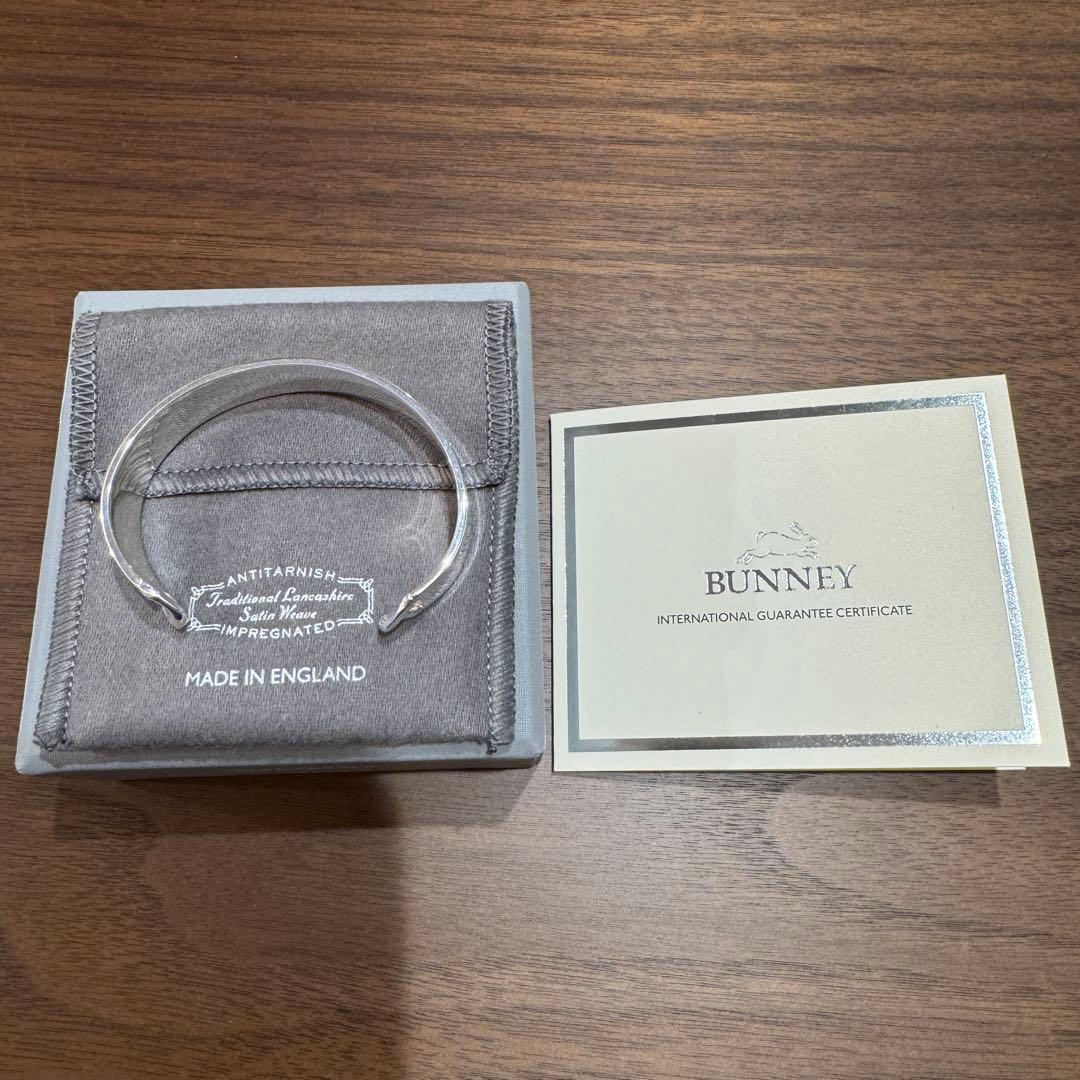 ANTITARNISH
Traditional Lancashire
Satin Weave
IMPREGNATED
MADE IN ENGLAND
BUNNEY
INTERNATIONAL GUARANTEE CERTIFICATE